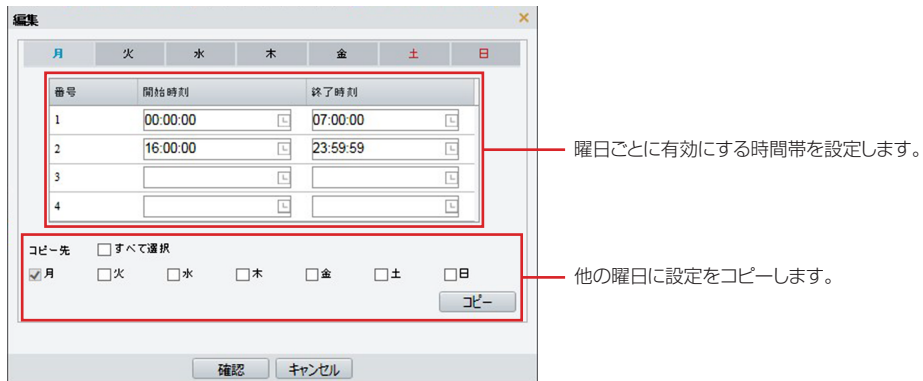 編集
月 火 水 木 金 土 日
番号 開始時刻 終了時刻
1 00:00:00 07:00:00
2 16:00:00 23:59:59
3
4
曜日ごとに有効にする時間帯を設定します。
コピー先 すべて選択
月 火 水 木 金 土 日
他の曜日に設定をコピーします。
コピー
確認 キャンセル